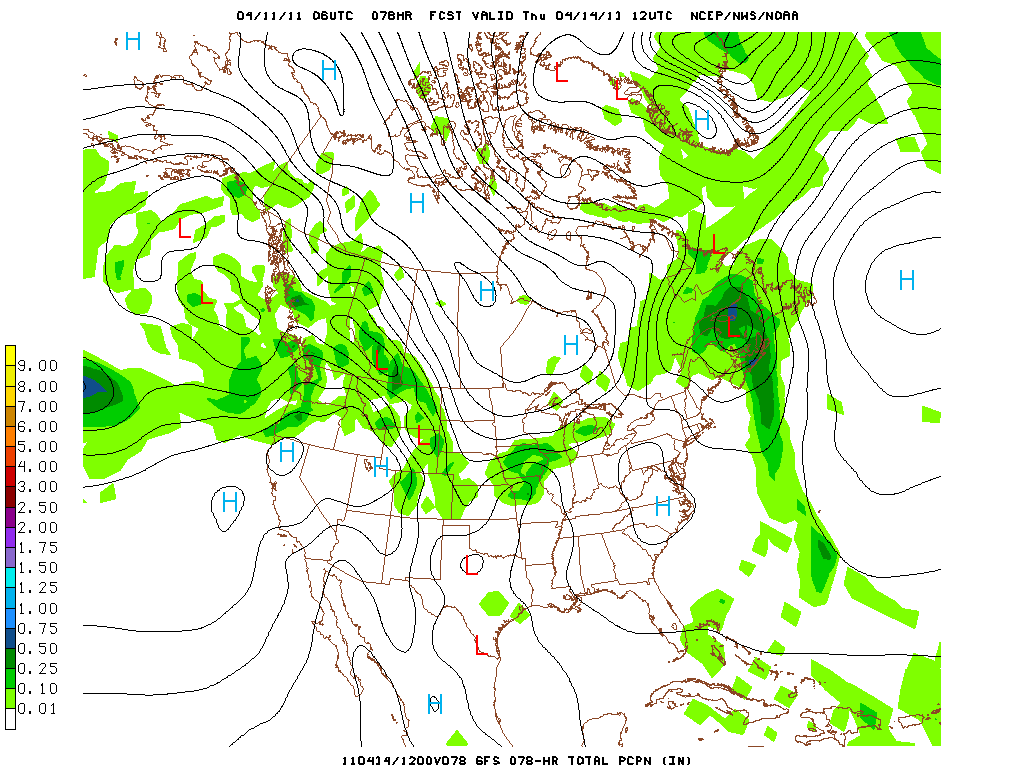 04/11/11 06UTC 078HR FCST VALID Thu 04/14/11 12UTC NCEP/NWS/NOAA
H
H
L
L
H
H
L
L
H
L
H
L
L
H
L
H
L
H
H
H
H
L
L
H
9.00
8.00
7.00
6.00
5.00
4.00
3.00
2.50
2.00
1.75
1.50
1.25
1.00
0.75
0.50
0.25
0.10
0.01
110414/1200V078 GFS 078-HR TOTAL PCPN (IN)